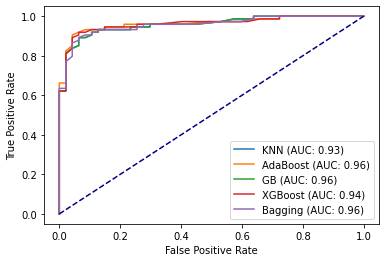 1.0
0.8
0.6
0.4
0.2
0.0
True Positive Rate
KNN (AUC: 0.93)
AdaBoost (AUC: 0.96)
GB (AUC: 0.96)
XGBoost (AUC: 0.94)
Bagging (AUC: 0.96)
0.0 0.2 0.4 0.6 0.8 1.0
False Positive Rate